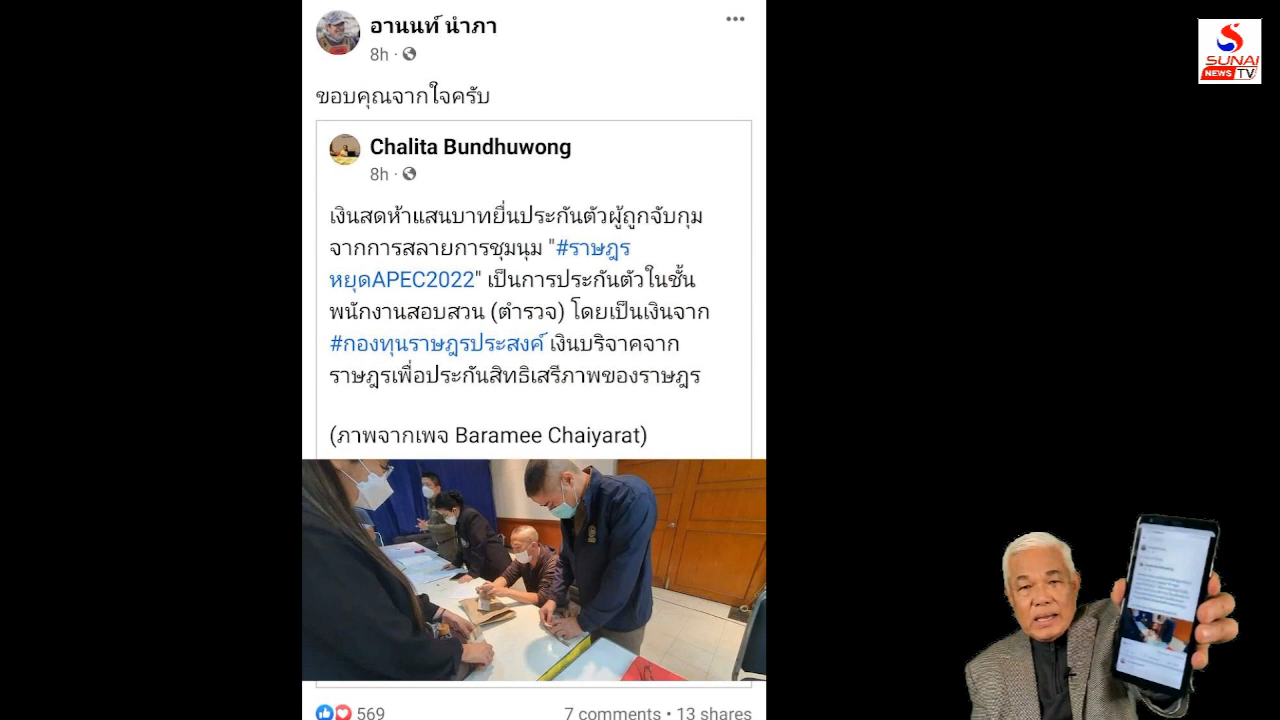 อานนท์ นำภา
8h ·
ขอบคุณจากใจครับ
Chalita Bundhuwong
8h ·
เงินสดห้าแสนบาทยื่นประกันตัวผู้ถูกจับกุม
จากการสลายการชุมนุม "#ราษฎร
หยุดAPEC2022" เป็นการประกันตัวในชั้น
พนักงานสอบสวน (ตำรวจ) โดยเป็นเงินจาก
#กองทุนราษฎรประสงค์ เงินบริจาคจาก
ราษฎรเพื่อประกันสิทธิเสรีภาพของราษฎร
(ภาพจากเพจ Baramee Chaiyarat)
569
7 comments • 13 shares
SUNAI
NEWS TV